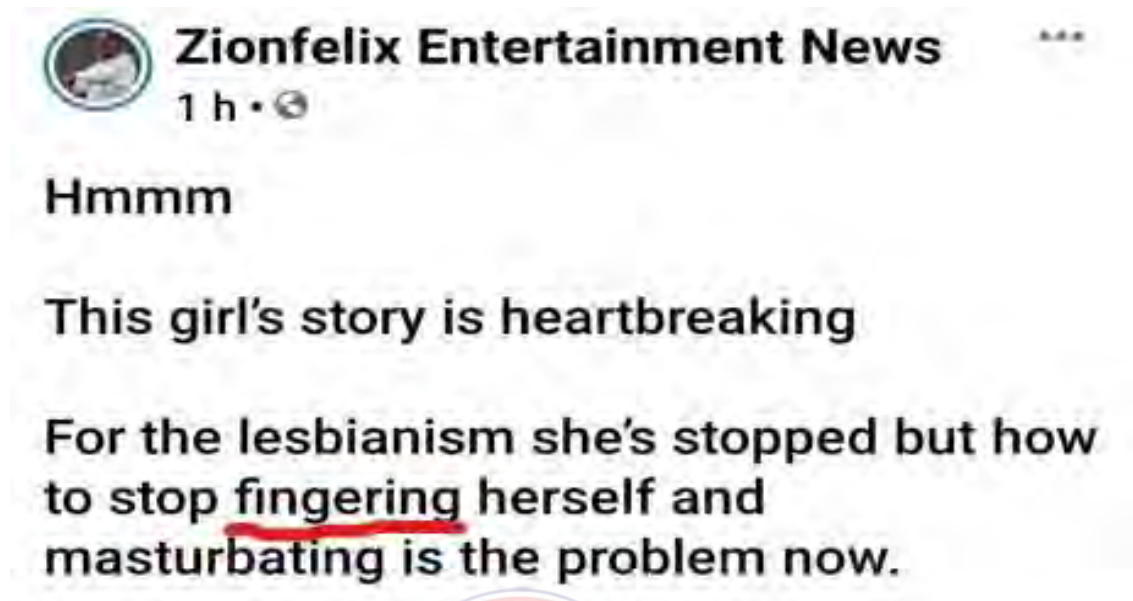 Zionfelix Entertainment News
1 h •
Hmmm
This girl's story is heartbreaking
For the lesbianism she's stopped but how
to stop fingering herself and
masturbating is the problem now.